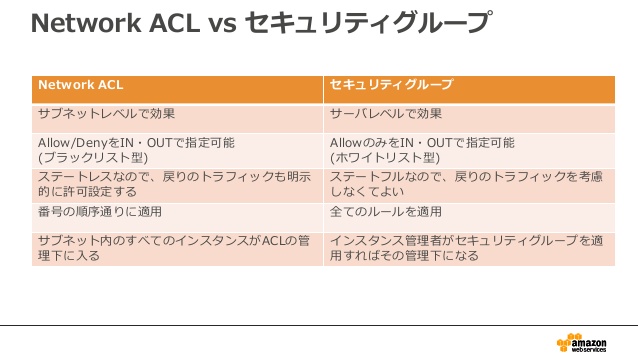 Network ACL vs セキュリティグループ
Network ACL
セキュリティグループ
サブネットレベルで効果
サーバレベルで効果
Allow/DenyをIN・OUTで指定可能
(ブラックリスト型)
AllowのみをIN・OUTで指定可能
(ホワイトリスト型)
ステートレスなので、戻りのトラフィックも明示
的に許可設定する
ステートフルなので、戻りのトラフィックを考慮
しなくてよい
番号の順序通りに適用
全てのルールを適用
サブネット内のすべてのインスタンスがACLの管
理下に入る
インスタンス管理者がセキュリティグループを適
用すればその管理下になる
amazon
web services